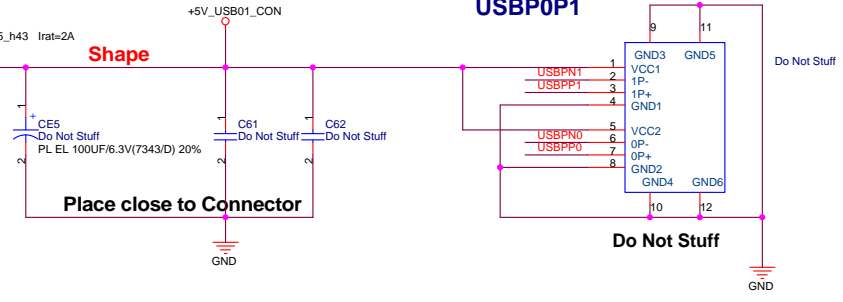 USBP0P1
+5V_USB01_CON
5_h43 Irat=2A
Shape
1
+
CE5
Do Not Stuff
PL EL 100UF/6.3V(7343/D) 20%
2
1
C61
Do Not Stuff
2
1
C62
Do Not Stuff
2
Place close to Connector
GND
9
11
GND3 GND5
Do Not Stuff
1
VCC1
USBPN1
2
1P-
USBPP1
3
1P+
4
GND1
5
VCC2
USBPN0
6
0P-
USBPP0
7
0P+
8
GND2
GND4 GND6
10
12
Do Not Stuff
GND